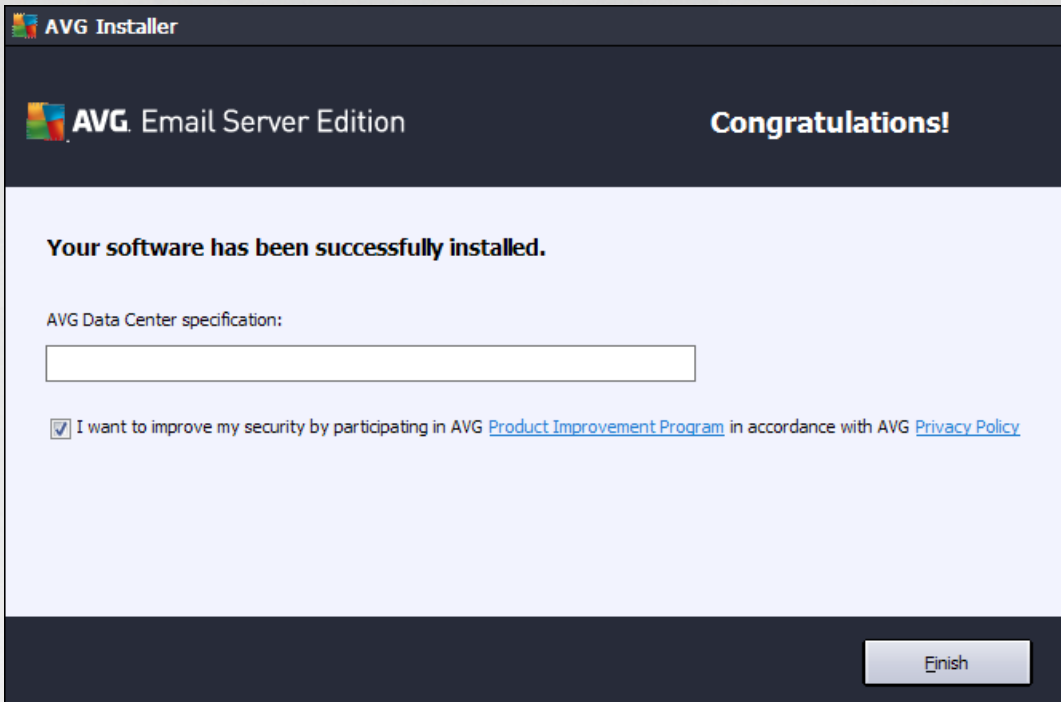 AVG Installer
AVG. Email Server Edition
Congratulations!
Your software has been successfully installed.
AVG Data Center specification:
I want to improve my security by participating in AVG Product Improvement Program in accordance with AVG Privacy Policy
Finish